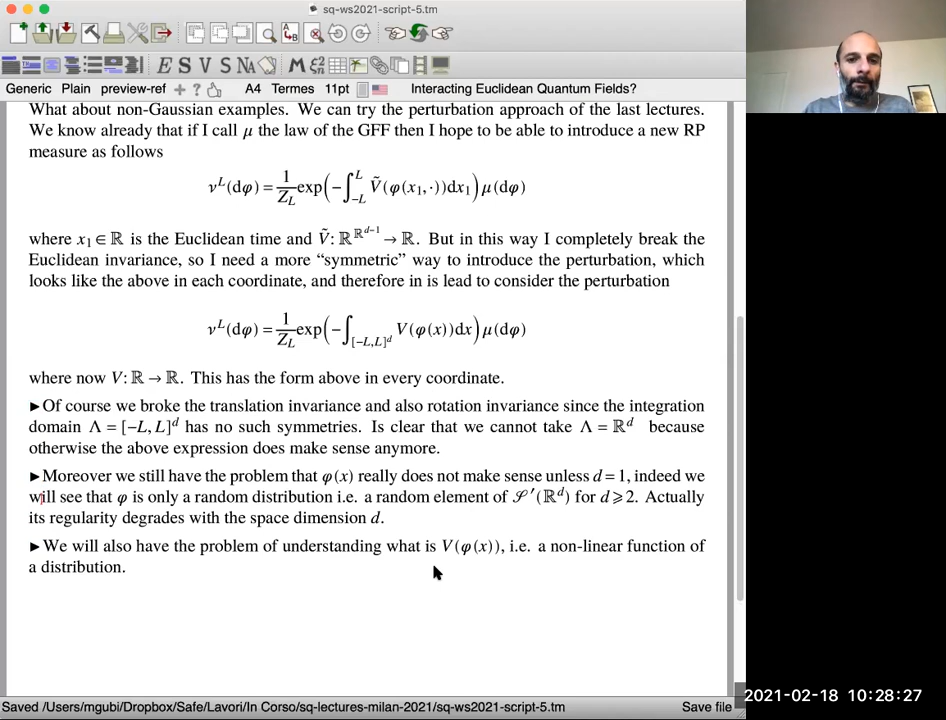 sq-ws2021-script-5.tm
E S V S NA M
Generic Plain preview-ref A4 Termes 11pt Interacting Euclidean Quantum Fields?
What about non-Gaussian examples. We can try the perturbation approach of the last lectures.
We know already that if I call μ the law of the GFF then I hope to be able to introduce a new RP
measure as follows
ν^L(dφ) = 1/Z_L exp(−∫_{−L}^{L} Ṽ(φ(x₁,·))dx₁) μ(dφ)
where x₁ ∈ ℝ is the Euclidean time and Ṽ: ℝ^{ℝ^{d−1}} → ℝ. But in this way I completely break the
Euclidean invariance, so I need a more “symmetric” way to introduce the perturbation, which
looks like the above in each coordinate, and therefore in is lead to consider the perturbation
ν^L(dφ) = 1/Z_L exp(−∫_{[−L,L]^d} V(φ(x))dx) μ(dφ)
where now V: ℝ → ℝ. This has the form above in every coordinate.
►Of course we broke the translation invariance and also rotation invariance since the integration
domain Λ = [−L, L]^d has no such symmetries. Is clear that we cannot take Λ = ℝ^d because
otherwise the above expression does make sense anymore.
►Moreover we still have the problem that φ(x) really does not make sense unless d = 1, indeed we
will see that φ is only a random distribution i.e. a random element of 𝒮′(ℝ^d) for d ⩾ 2. Actually
its regularity degrades with the space dimension d.
►We will also have the problem of understanding what is V(φ(x)), i.e. a non-linear function of
a distribution.
Saved /Users/mgubi/Dropbox/Safe/Lavori/In Corso/sq-lectures-milan-2021/sq-ws2021-script-5.tm Save file
2021-02-18 10:28:27